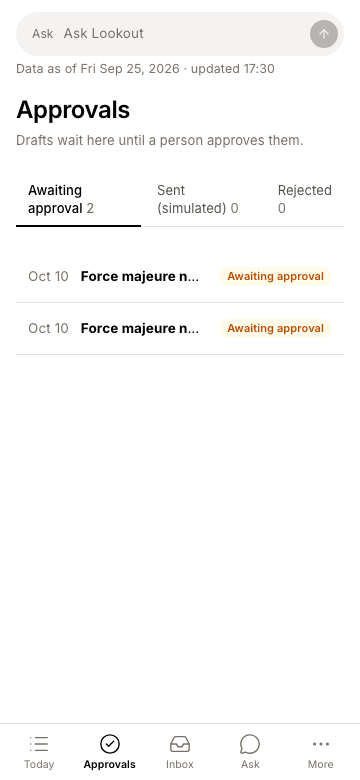 Ask Ask Lookout
Data as of Fri Sep 25, 2026 · updated 17:30
Approvals
Drafts wait here until a person approves them.
Awaiting approval 2
Sent (simulated) 0
Rejected 0
Oct 10 Force majeure n... Awaiting approval
Oct 10 Force majeure n... Awaiting approval
Today Approvals Inbox Ask More